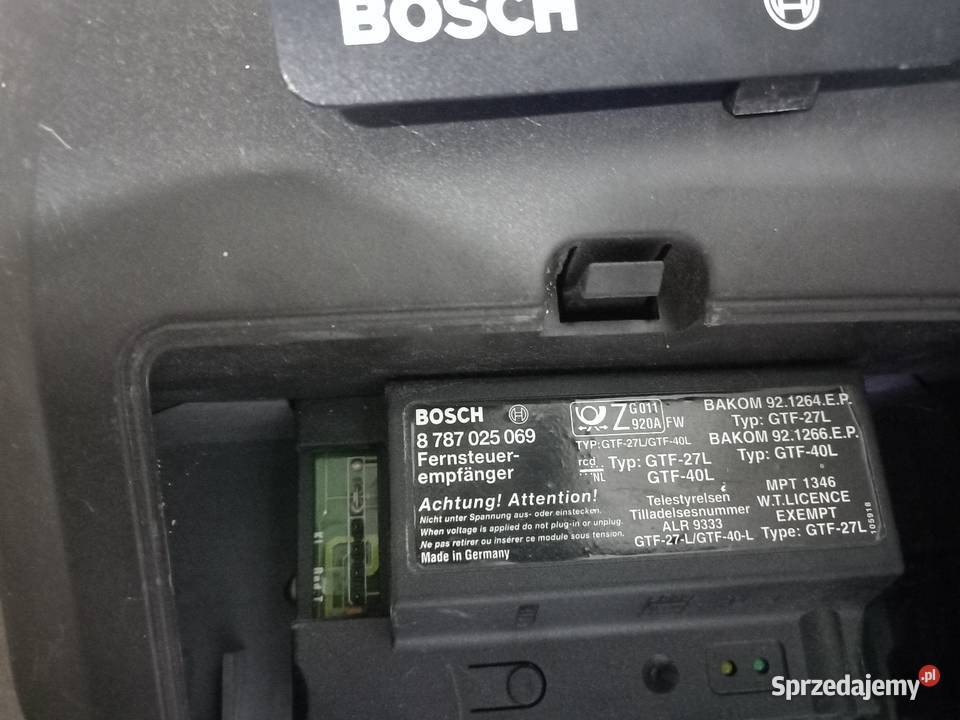 BOSCH
BOSCH
8 787 025 069
Fernsteuer-
empfänger
Achtung! Attention!
Nicht unter Spannung aus- oder einstecken.
When voltage is applied do not plug-in or unplug.
Ne pas retirer ou insérer ce module sous tension.
Made in Germany
Z G011
920A FW
TYP:GTF-27L/GTF-40L
rcd Typ: GTF-27L
NL GTF-40L
Telestyrelsen
Tilladelsesnummer
ALR 9333
GTF-27-L/GTF-40-L
BAKOM 92.1264.E.P.
Typ: GTF-27L
BAKOM 92.1266.E.P.
Typ: GTF-40L
MPT 1346
W.T.LICENCE
EXEMPT
Type: GTF-27L
105918
Sprzedajemy.pl